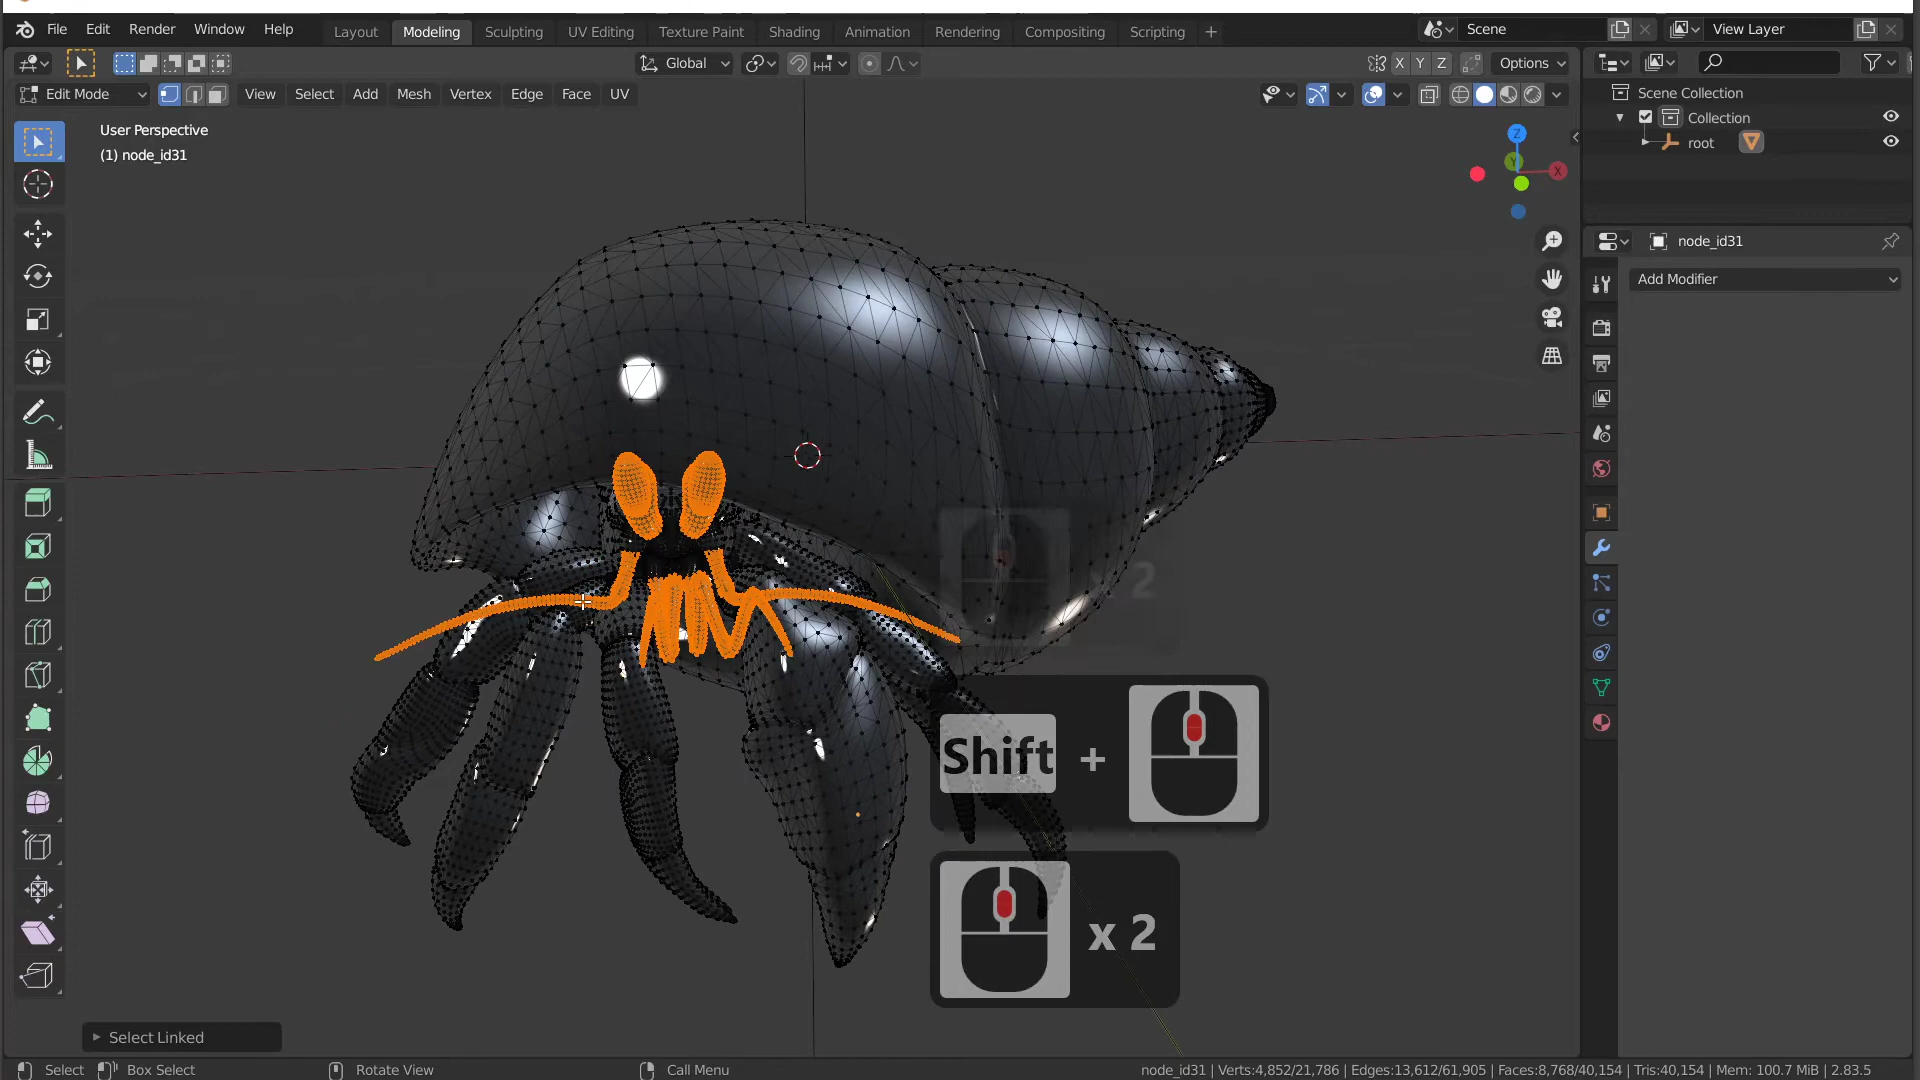 File Edit Render Window Help
Layout Modeling Sculpting UV Editing Texture Paint Shading Animation Rendering Compositing Scripting +
Scene
View Layer
Global
X Y Z
Options
Edit Mode
View Select Add Mesh Vertex Edge Face UV
User Perspective
(1) node_id31
Scene Collection
Collection
root
Z
Y
X
node_id31
Add Modifier
x 2
Shift +
x 2
Select Linked
Select Box Select Rotate View Call Menu
node_id31 | Verts:4,852/21,786 | Edges:13,612/61,905 | Faces:8,768/40,154 | Tris:40,154 | Mem: 100.7 MiB | 2.83.5